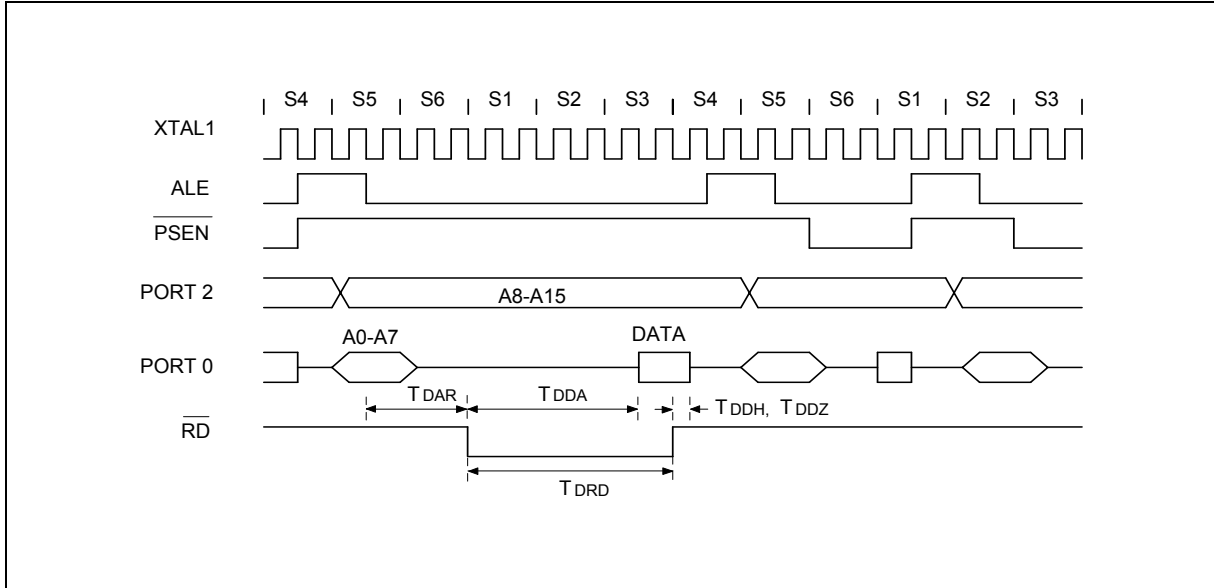 S4 S5 S6 S1 S2 S3 S4 S5 S6 S1 S2 S3
XTAL1
ALE
PSEN
PORT 2
A8-A15
A0-A7 DATA
PORT 0
TDAR TDDA TDDH, TDDZ
RD
TDRD